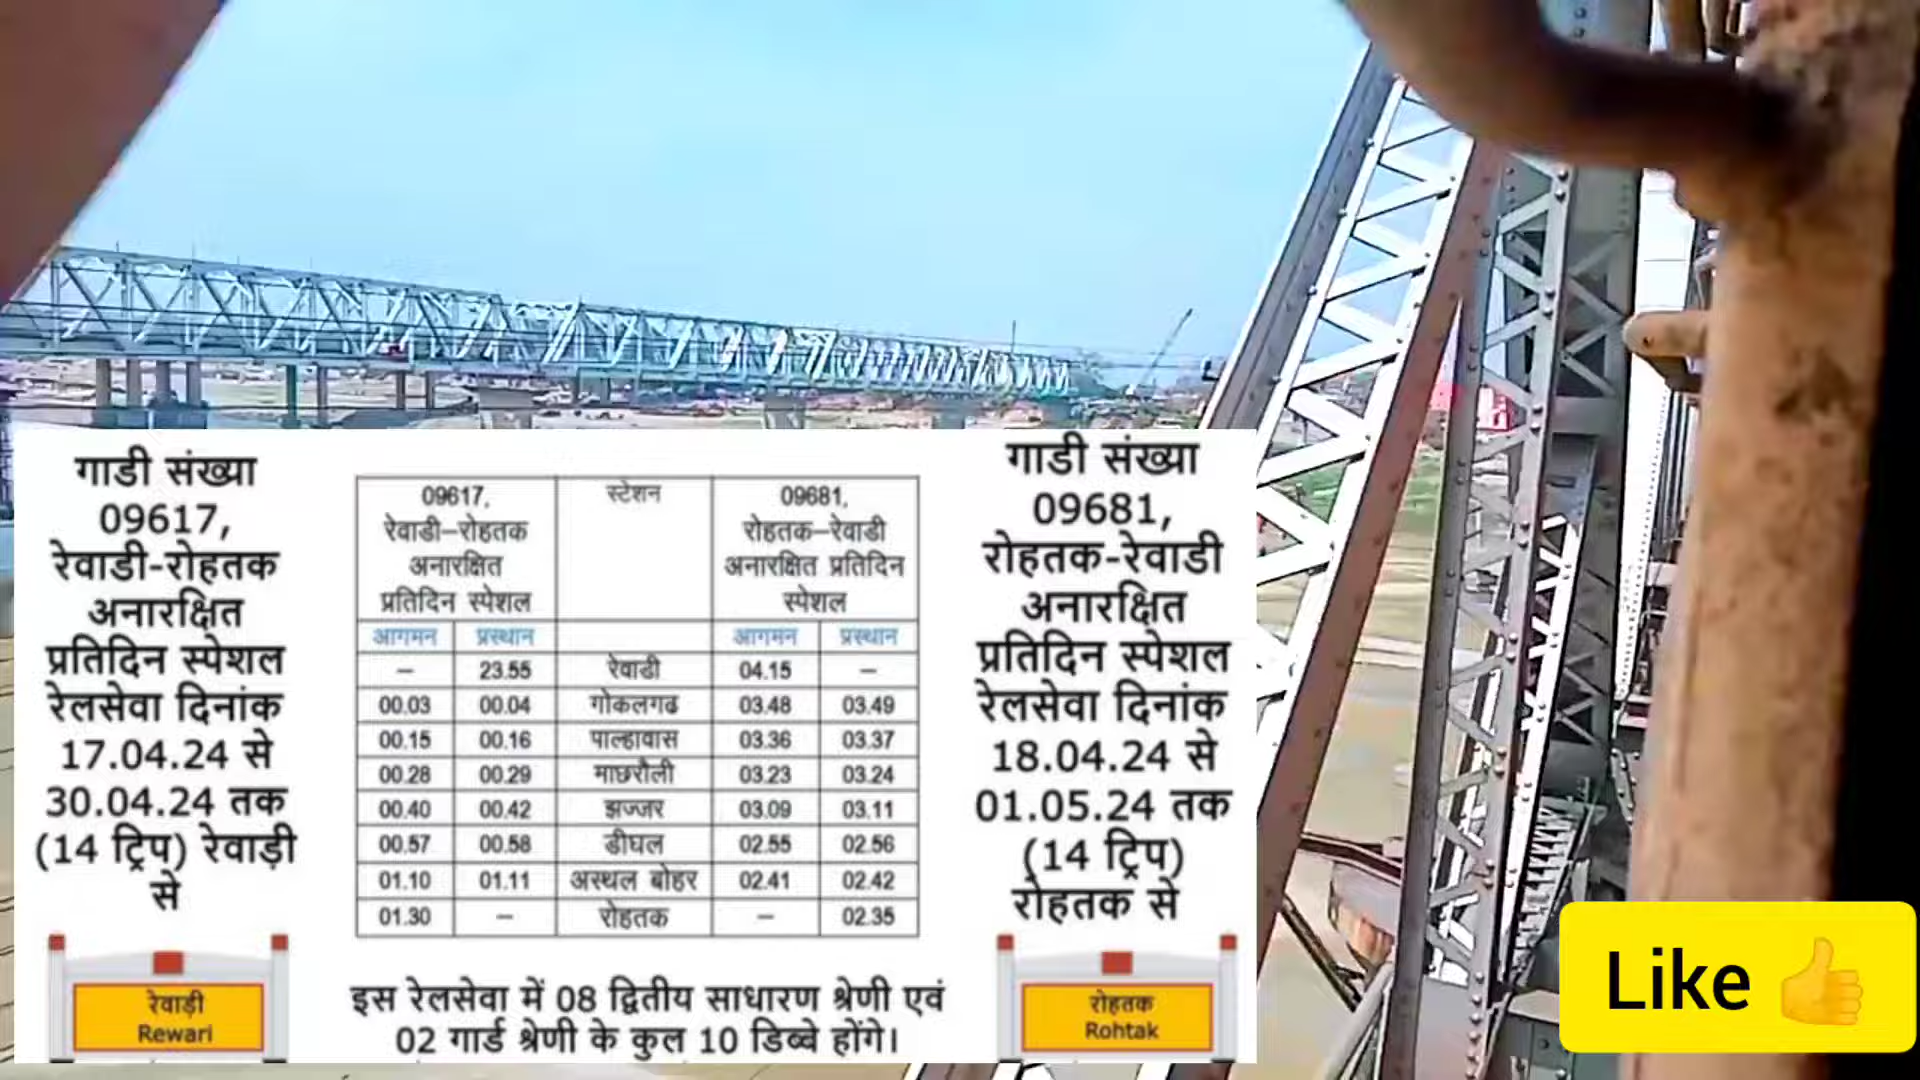 गाडी संख्या
09617,
रेवाडी-रोहतक
अनारक्षित
प्रतिदिन स्पेशल
रेलसेवा दिनांक
17.04.24 से
30.04.24 तक
(14 ट्रिप) रेवाड़ी
से
रेवाड़ी
Rewari
09617,
रेवाडी–रोहतक
अनारक्षित
प्रतिदिन स्पेशल
स्टेशन
09681,
रोहतक–रेवाडी
अनारक्षित प्रतिदिन
स्पेशल
आगमन प्रस्थान आगमन प्रस्थान
– 23.55 रेवाडी 04.15 –
00.03 00.04 गोकलगढ 03.48 03.49
00.15 00.16 पाल्हावास 03.36 03.37
00.28 00.29 माछरौली 03.23 03.24
00.40 00.42 झज्जर 03.09 03.11
00.57 00.58 डीघल 02.55 02.56
01.10 01.11 अस्थल बोहर 02.41 02.42
01.30 – रोहतक – 02.35
इस रेलसेवा में 08 द्वितीय साधारण श्रेणी एवं
02 गार्ड श्रेणी के कुल 10 डिब्बे होंगे।
गाडी संख्या
09681,
रोहतक-रेवाडी
अनारक्षित
प्रतिदिन स्पेशल
रेलसेवा दिनांक
18.04.24 से
01.05.24 तक
(14 ट्रिप)
रोहतक से
रोहतक
Rohtak
Like